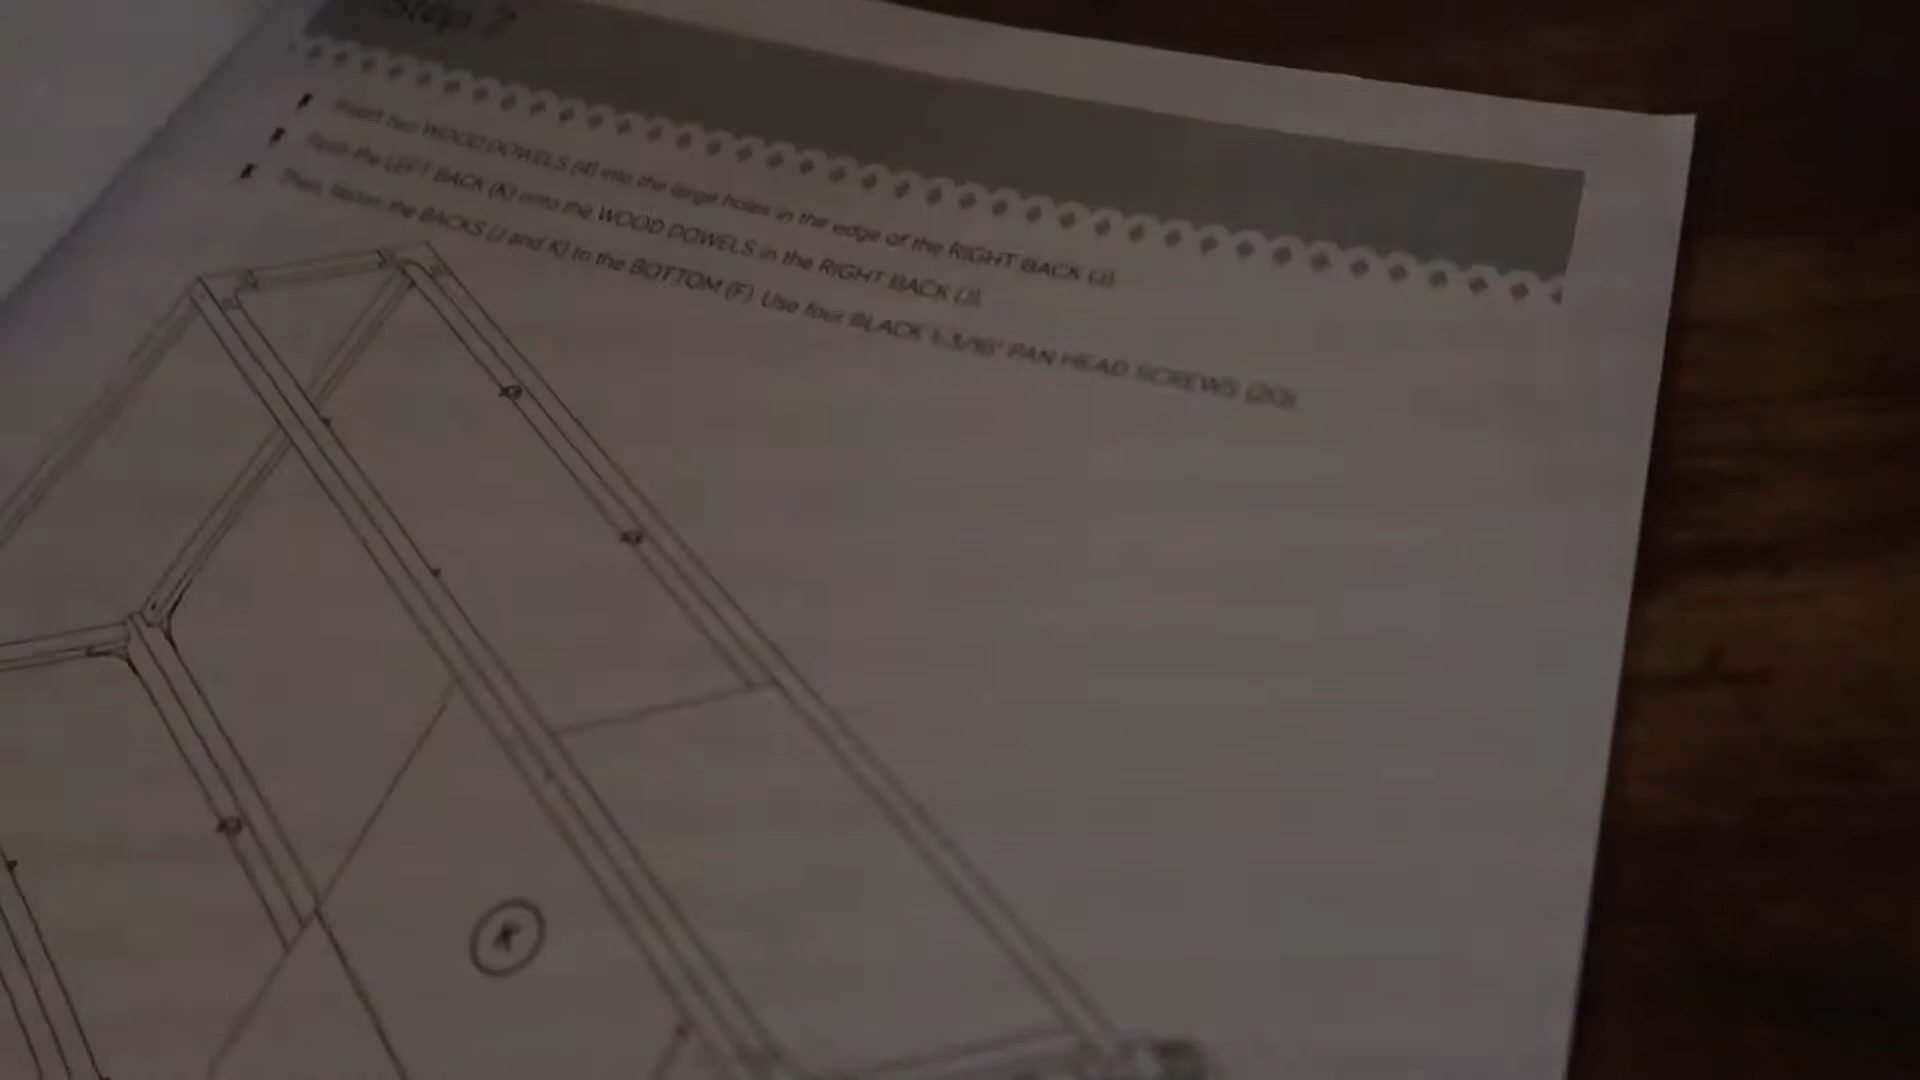 Step 7
Insert two WOOD DOWELS (4) into the large holes in the edge of the RIGHT BACK (J).
Push the LEFT BACK (K) onto the WOOD DOWELS in the RIGHT BACK (J).
Then, fasten the BACKS (J and K) to the BOTTOM (F). Use four BLACK 1-3/16" PAN HEAD SCREWS (20).
K